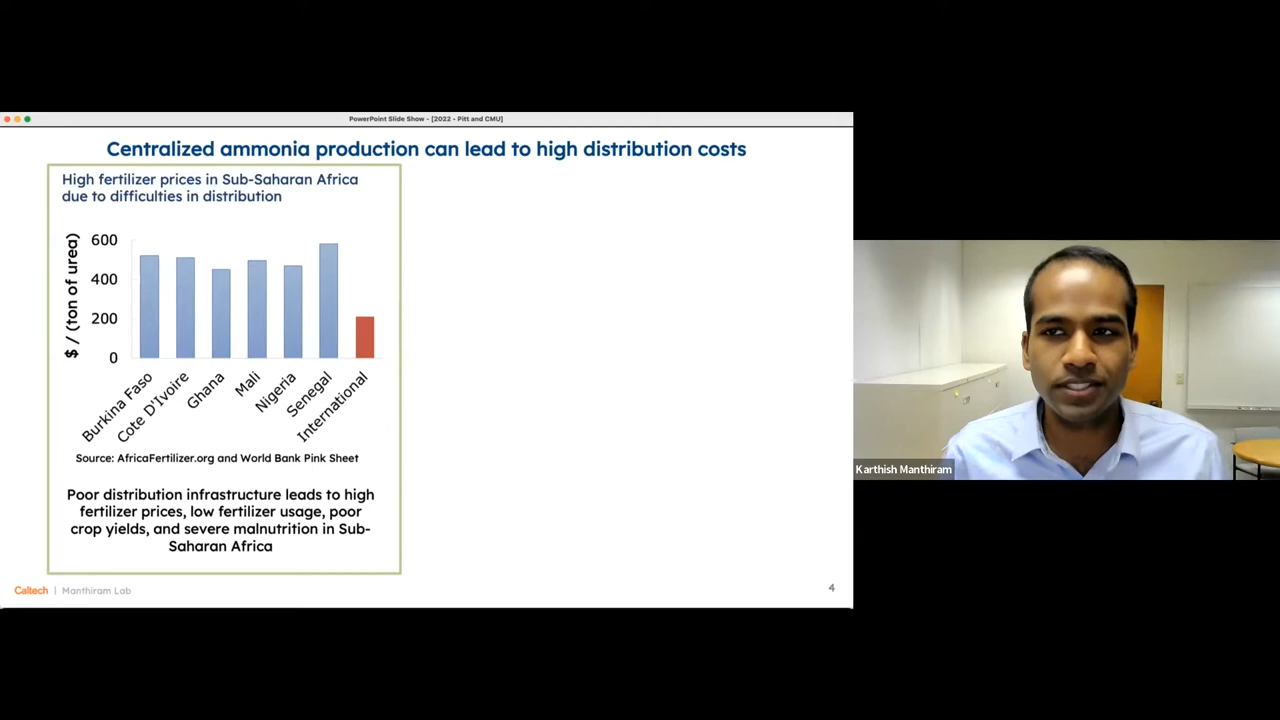 PowerPoint Slide Show - [2022 - Pitt and CMU]
Centralized ammonia production can lead to high distribution costs
High fertilizer prices in Sub-Saharan Africa
due to difficulties in distribution
$ / (ton of urea)
600
400
200
0
Burkina Faso
Cote D'Ivoire
Ghana
Mali
Nigeria
Senegal
International
Source: AfricaFertilizer.org and World Bank Pink Sheet
Poor distribution infrastructure leads to high
fertilizer prices, low fertilizer usage, poor
crop yields, and severe malnutrition in Sub-
Saharan Africa
Caltech | Manthiram Lab
4
Karthish Manthiram